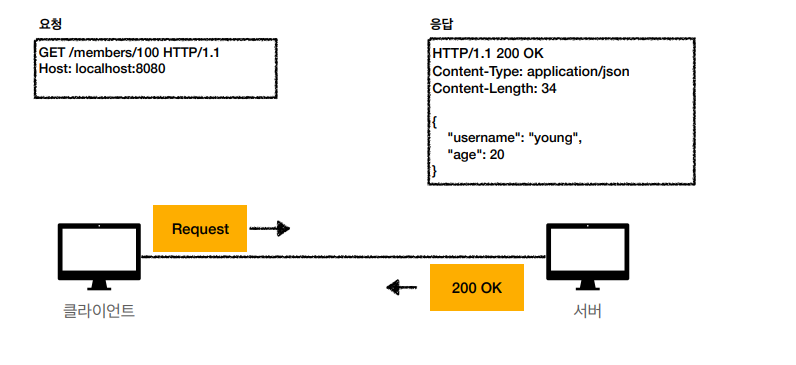 요청
GET /members/100 HTTP/1.1
Host: localhost:8080
응답
HTTP/1.1 200 OK
Content-Type: application/json
Content-Length: 34
{
"username": "young",
"age": 20
}
Request
200 OK
클라이언트
서버